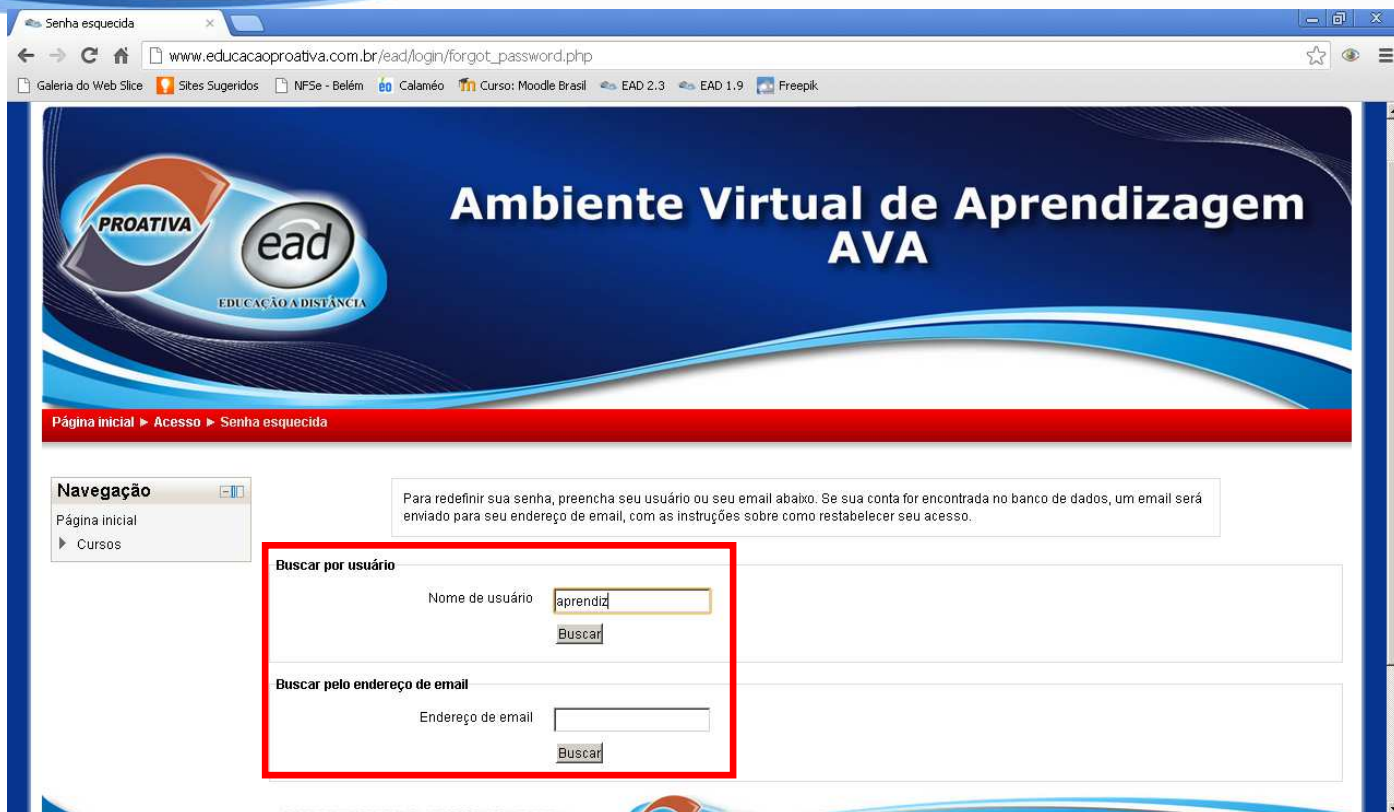 Senha esquecida
www.educacaoproativa.com.br/ead/login/forgot_password.php
Galeria do Web Slice Sites Sugeridos NFSe - Belém éo Calaméo Curso: Moodle Brasil EAD 2.3 EAD 1.9 Freepik
PROATIVA
ead
EDUCAÇÃO A DISTÂNCIA
Ambiente Virtual de Aprendizagem
AVA
Página inicial ► Acesso ► Senha esquecida
Navegação
Página inicial
Cursos
Para redefinir sua senha, preencha seu usuário ou seu email abaixo. Se sua conta for encontrada no banco de dados, um email será
enviado para seu endereço de email, com as instruções sobre como restabelecer seu acesso.
Buscar por usuário
Nome de usuário aprendiz
Buscar
Buscar pelo endereço de email
Endereço de email
Buscar